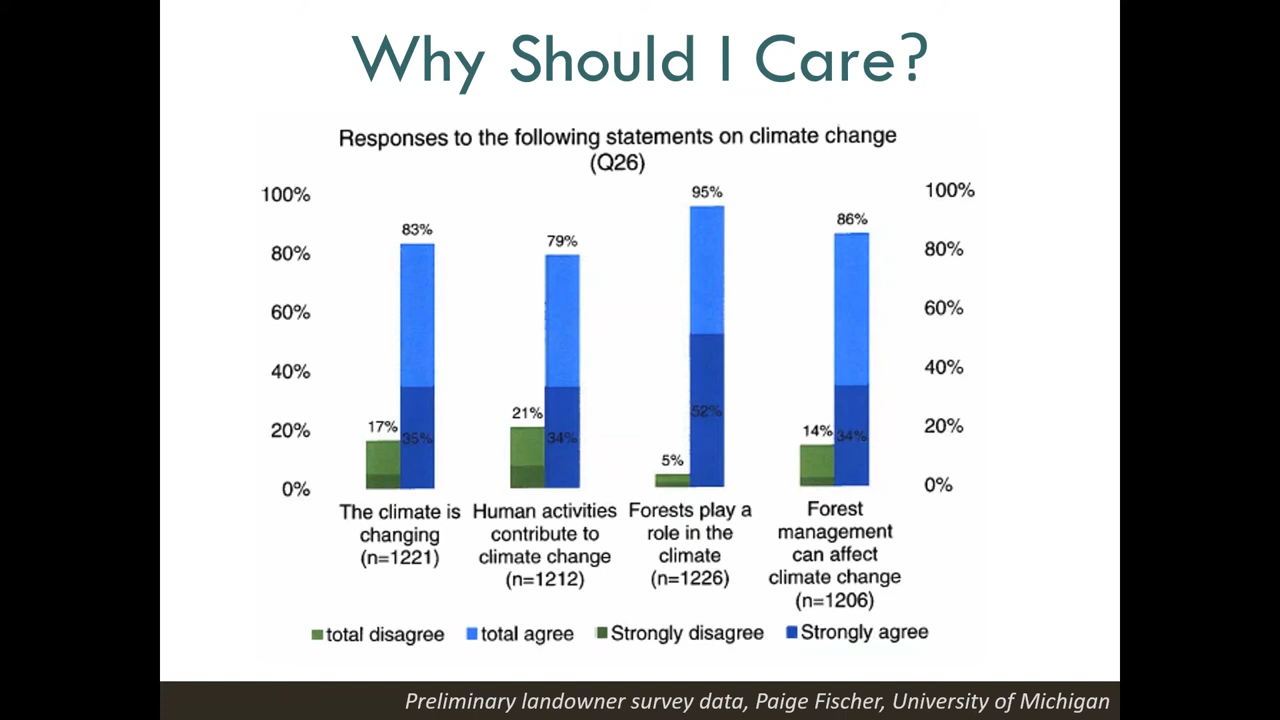 Why Should I Care?
Responses to the following statements on climate change
(Q26)
100%
80%
60%
40%
20%
0%
100%
80%
60%
40%
20%
0%
17%
83%
35%
21%
79%
34%
5%
95%
52%
14%
86%
34%
The climate is
changing
(n=1221)
Human activities
contribute to
climate change
(n=1212)
Forests play a
role in the
climate
(n=1226)
Forest
management
can affect
climate change
(n=1206)
total disagree total agree Strongly disagree Strongly agree
Preliminary landowner survey data, Paige Fischer, University of Michigan